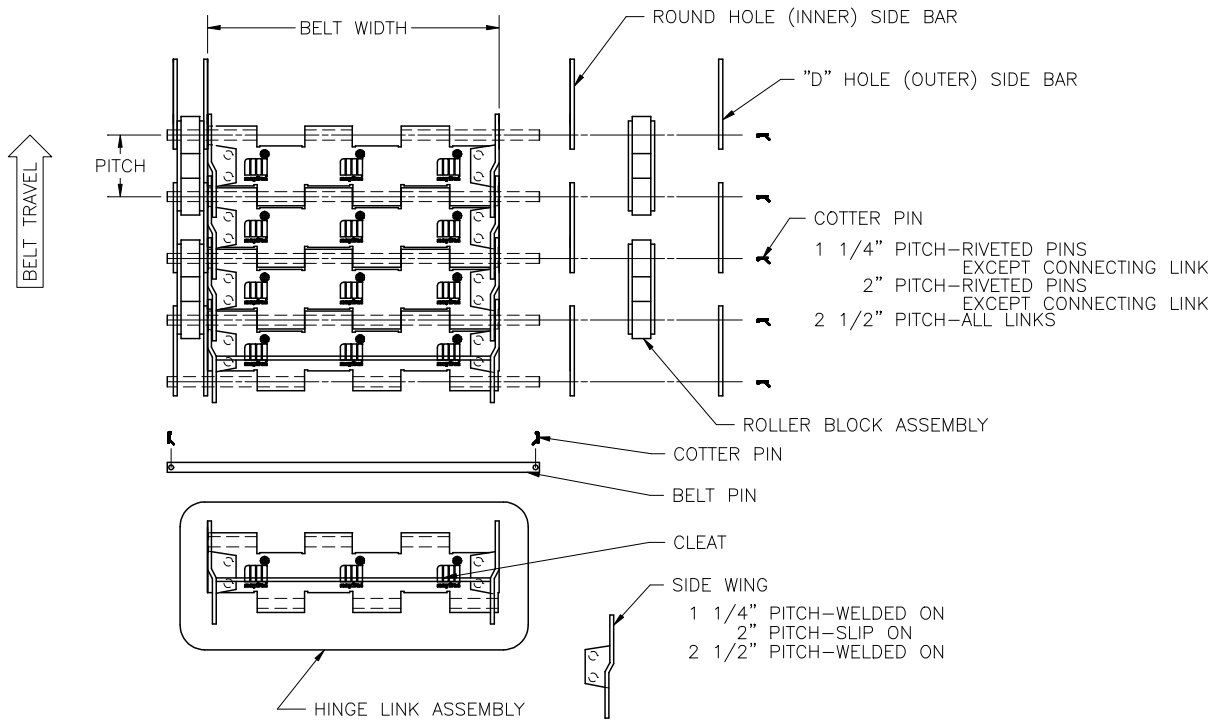 BELT WIDTH
ROUND HOLE (INNER) SIDE BAR
"D" HOLE (OUTER) SIDE BAR
PITCH
BELT TRAVEL
COTTER PIN
1 1/4" PITCH-RIVETED PINS
EXCEPT CONNECTING LINK
2" PITCH-RIVETED PINS
EXCEPT CONNECTING LINK
2 1/2" PITCH-ALL LINKS
ROLLER BLOCK ASSEMBLY
COTTER PIN
BELT PIN
CLEAT
SIDE WING
1 1/4" PITCH-WELDED ON
2" PITCH-SLIP ON
2 1/2" PITCH-WELDED ON
HINGE LINK ASSEMBLY